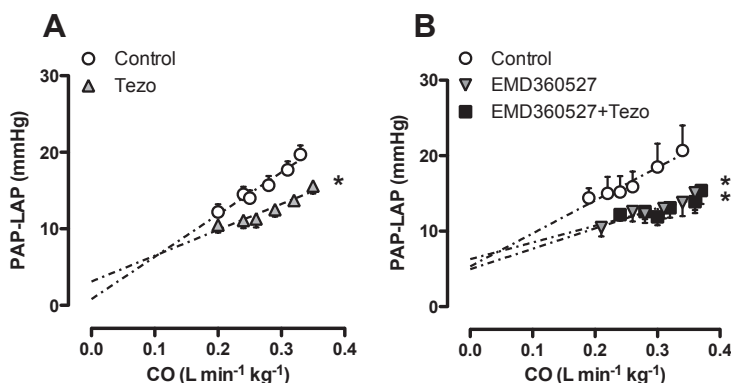 A
Control
Tezo
30
20
10
0
PAP-LAP (mmHg)
*
0.0 0.1 0.2 0.3 0.4
CO (L min⁻¹ kg⁻¹)
B
Control
EMD360527
EMD360527+Tezo
30
20
10
0
PAP-LAP (mmHg)
*
*
0.0 0.1 0.2 0.3 0.4
CO (L min⁻¹ kg⁻¹)